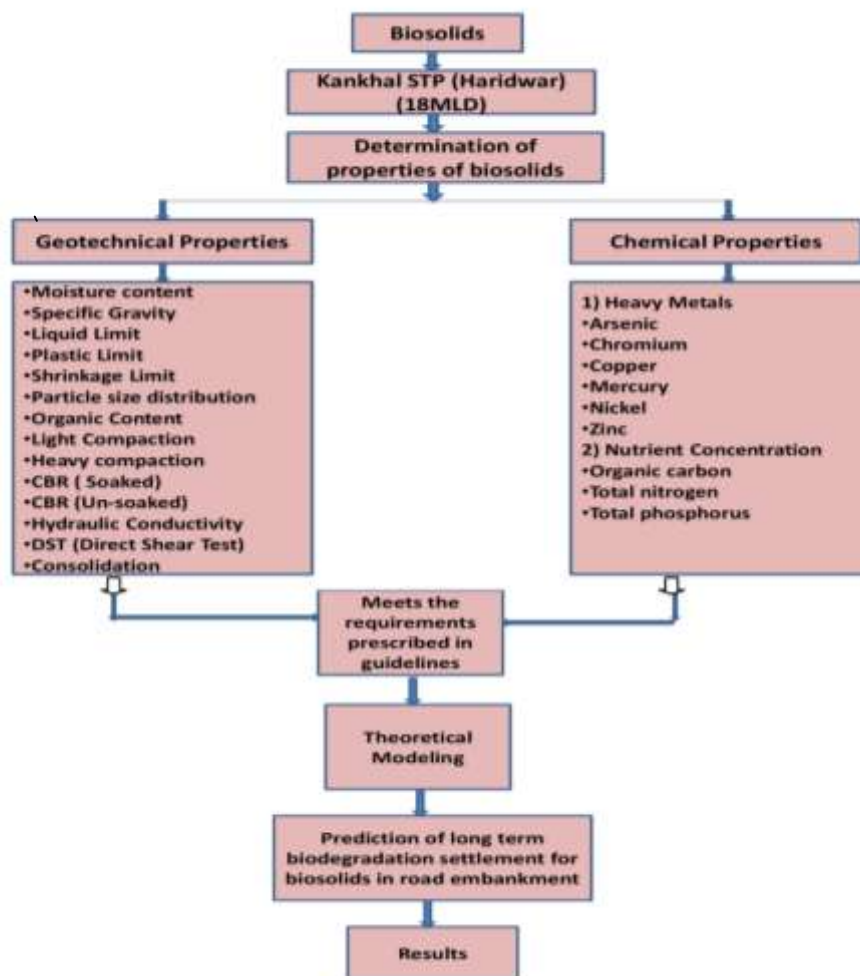 Biosolids
Kankhal STP (Haridwar)
(18MLD)
Determination of
properties of biosolids
Geotechnical Properties
•Moisture content
•Specific Gravity
•Liquid Limit
•Plastic Limit
•Shrinkage Limit
•Particle size distribution
•Organic Content
•Light Compaction
•Heavy compaction
•CBR ( Soaked)
•CBR (Un-soaked)
•Hydraulic Conductivity
•DST (Direct Shear Test)
•Consolidation
Chemical Properties
1) Heavy Metals
•Arsenic
•Chromium
•Copper
•Mercury
•Nickel
•Zinc
2) Nutrient Concentration
•Organic carbon
•Total nitrogen
•Total phosphorus
Meets the
requirements
prescribed in
guidelines
Theoretical
Modeling
Prediction of long term
biodegradation settlement for
biosolids in road embankment
Results